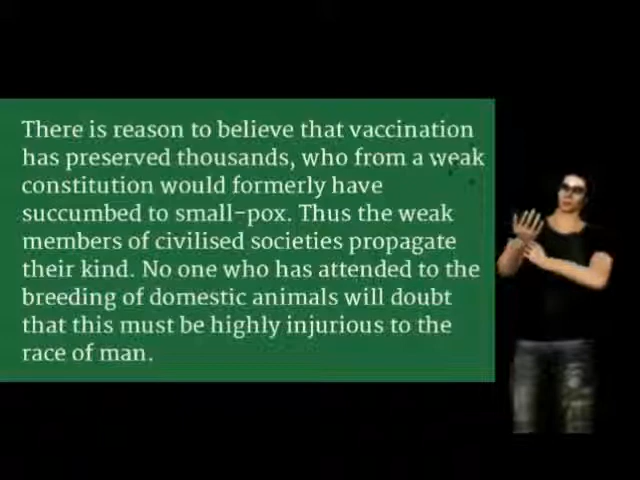 There is reason to believe that vaccination
has preserved thousands, who from a weak
constitution would formerly have
succumbed to small-pox. Thus the weak
members of civilised societies propagate
their kind. No one who has attended to the
breeding of domestic animals will doubt
that this must be highly injurious to the
race of man.